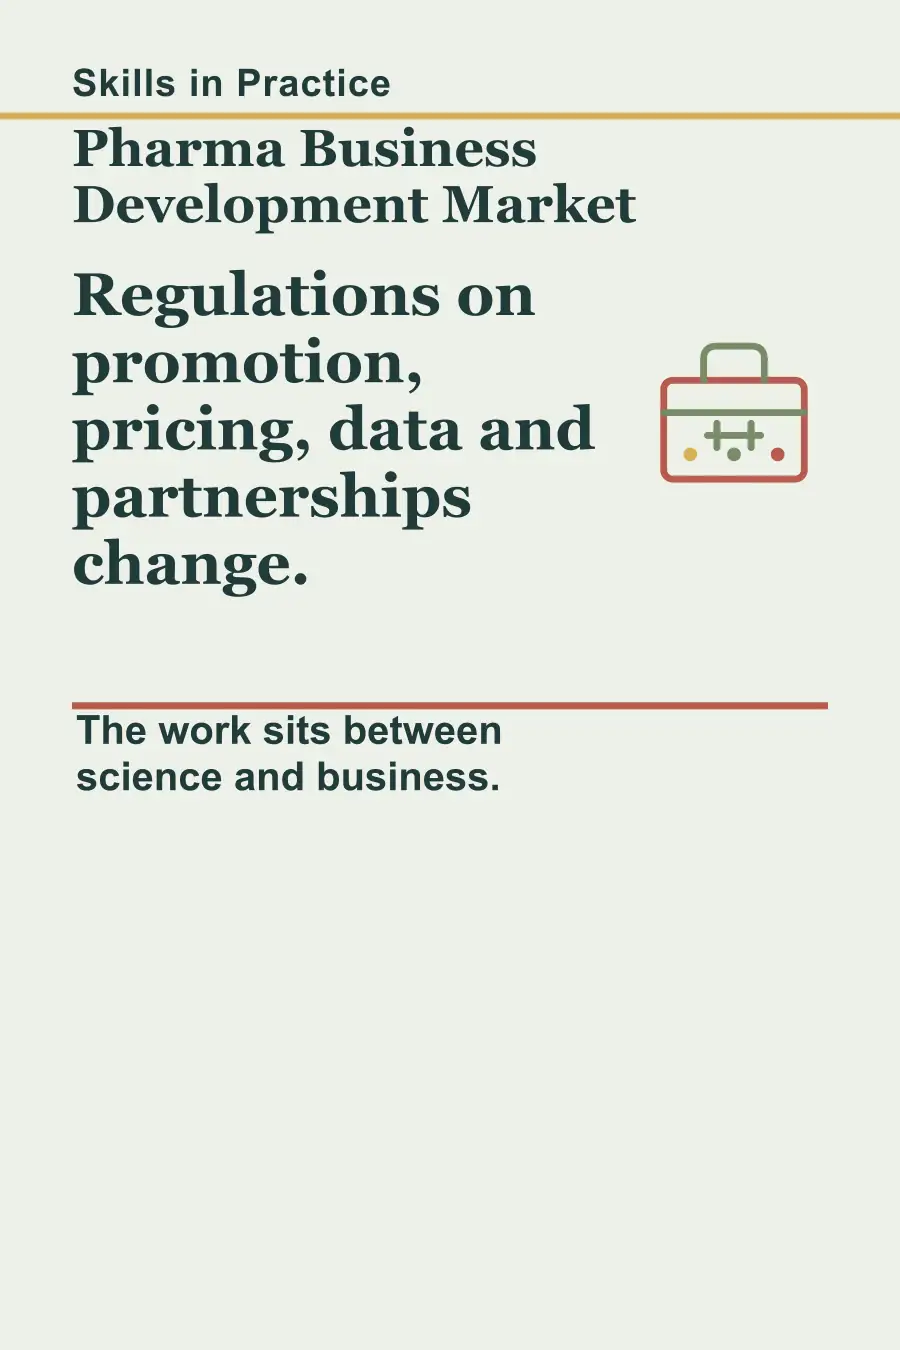 Skills in Practice
Pharma Business
Development Market
Regulations on
promotion,
pricing, data and
partnerships
change.
The work sits between
science and business.